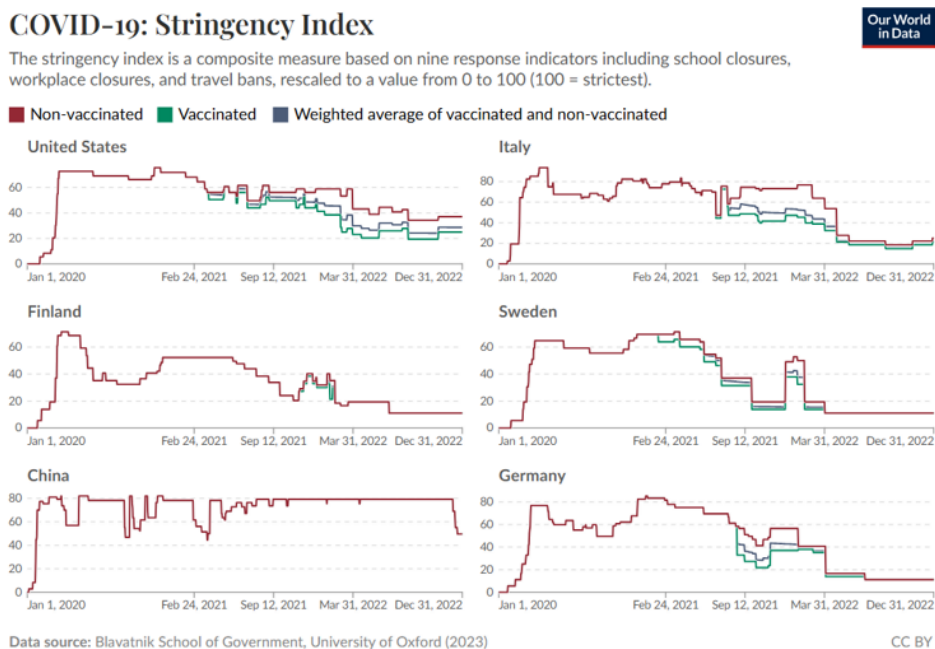 COVID-19: Stringency Index
Our World
in Data
The stringency index is a composite measure based on nine response indicators including school closures,
workplace closures, and travel bans, rescaled to a value from 0 to 100 (100 = strictest).
Non-vaccinated Vaccinated Weighted average of vaccinated and non-vaccinated
United States
60
40
20
0
Jan 1, 2020 Feb 24, 2021 Sep 12, 2021 Mar 31, 2022 Dec 31, 2022
Italy
80
60
40
20
0
Jan 1, 2020 Feb 24, 2021 Sep 12, 2021 Mar 31, 2022 Dec 31, 2022
Finland
60
40
20
0
Jan 1, 2020 Feb 24, 2021 Sep 12, 2021 Mar 31, 2022 Dec 31, 2022
Sweden
60
40
20
0
Jan 1, 2020 Feb 24, 2021 Sep 12, 2021 Mar 31, 2022 Dec 31, 2022
China
80
60
40
20
0
Jan 1, 2020 Feb 24, 2021 Sep 12, 2021 Mar 31, 2022 Dec 31, 2022
Germany
80
60
40
20
0
Jan 1, 2020 Feb 24, 2021 Sep 12, 2021 Mar 31, 2022 Dec 31, 2022
Data source: Blavatnik School of Government, University of Oxford (2023) CC BY